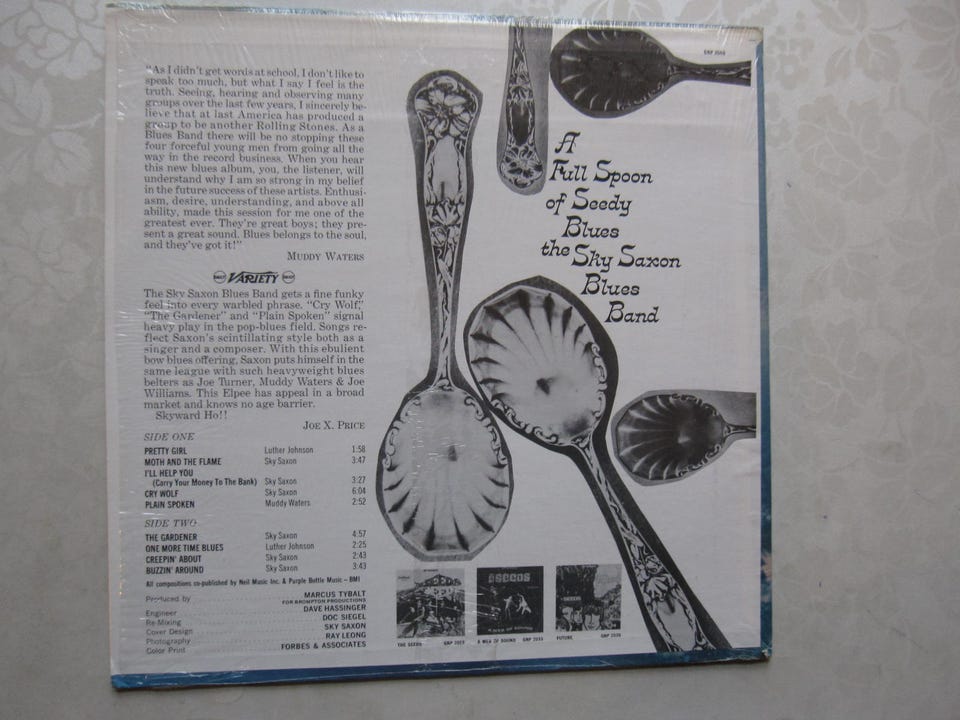 GNP 2040
"As I didn't get words at school, I don't like to
speak too much, but what I say I feel is the
truth. Seeing, hearing and observing many
groups over the last few years, I sincerely be-
lieve that at last America has produced a
group to be another Rolling Stones. As a
Blues Band there will be no stopping these
four forceful young men from going all the
way in the record business. When you hear
this new blues album, you, the listener, will
understand why I am so strong in my belief
in the future success of these artists. Enthusi-
asm, desire, understanding, and above all
ability, made this session for me one of the
greatest ever. They're great boys; they pre-
sent a great sound. Blues belongs to the soul,
and they've got it!"
MUDDY WATERS
VARIETY
The Sky Saxon Blues Band gets a fine funky
feel into every warbled phrase. "Cry Wolf,"
"The Gardener" and "Plain Spoken" signal
heavy play in the pop-blues field. Songs re-
flect Saxon's scintillating style both as a
singer and a composer. With this ebulient
bow blues offering, Saxon puts himself in the
same league with such heavyweight blues
belters as Joe Turner, Muddy Waters & Joe
Williams. This Elpee has appeal in a broad
market and knows no age barrier.
Skyward Ho!!
JOE X. PRICE
SIDE ONE
PRETTY GIRL Luther Johnson 1:58
MOTH AND THE FLAME Sky Saxon 3:47
I'LL HELP YOU
(Carry Your Money To The Bank) Sky Saxon 3:27
CRY WOLF Sky Saxon 6:04
PLAIN SPOKEN Muddy Waters 2:52
SIDE TWO
THE GARDENER Sky Saxon 4:57
ONE MORE TIME BLUES Luther Johnson 2:25
CREEPIN' ABOUT Sky Saxon 2:43
BUZZIN' AROUND Sky Saxon 3:43
All compositions co-published by Neil Music Inc. & Purple Bottle Music – BMI
Produced by MARCUS TYBALT
FOR BROMPTON PRODUCTIONS
Engineer DAVE HASSINGER
Re-Mixing DOC SIEGEL
Cover Design SKY SAXON
Photography RAY LEONG
Color Print FORBES & ASSOCIATES
A
Full Spoon
of Seedy
Blues
the Sky Saxon
Blues
Band
SEEDS
THE SEEDS GNP 2023
A WEB OF SOUND GNP 2033
FUTURE GNP 2038